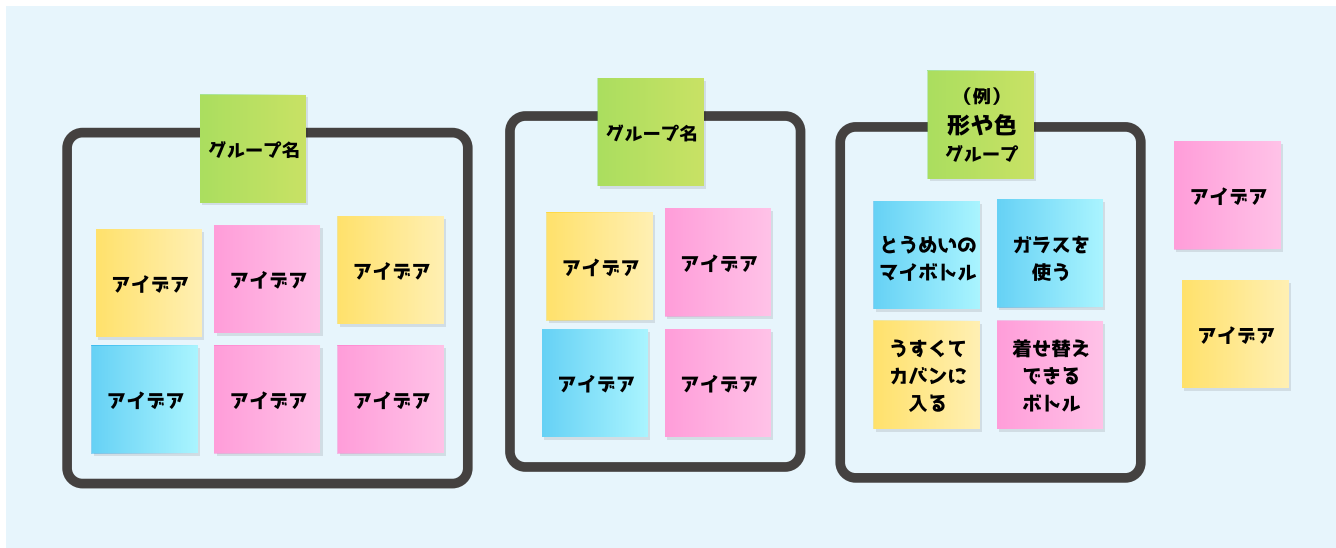 グループ名
アイデア
アイデア
アイデア
アイデア
アイデア
アイデア
グループ名
アイデア
アイデア
アイデア
アイデア
（例）
形や色
グループ
とうめいの
マイボトル
ガラスを
使う
うすくて
カバンに
入る
着せ替え
できる
ボトル
アイデア
アイデア